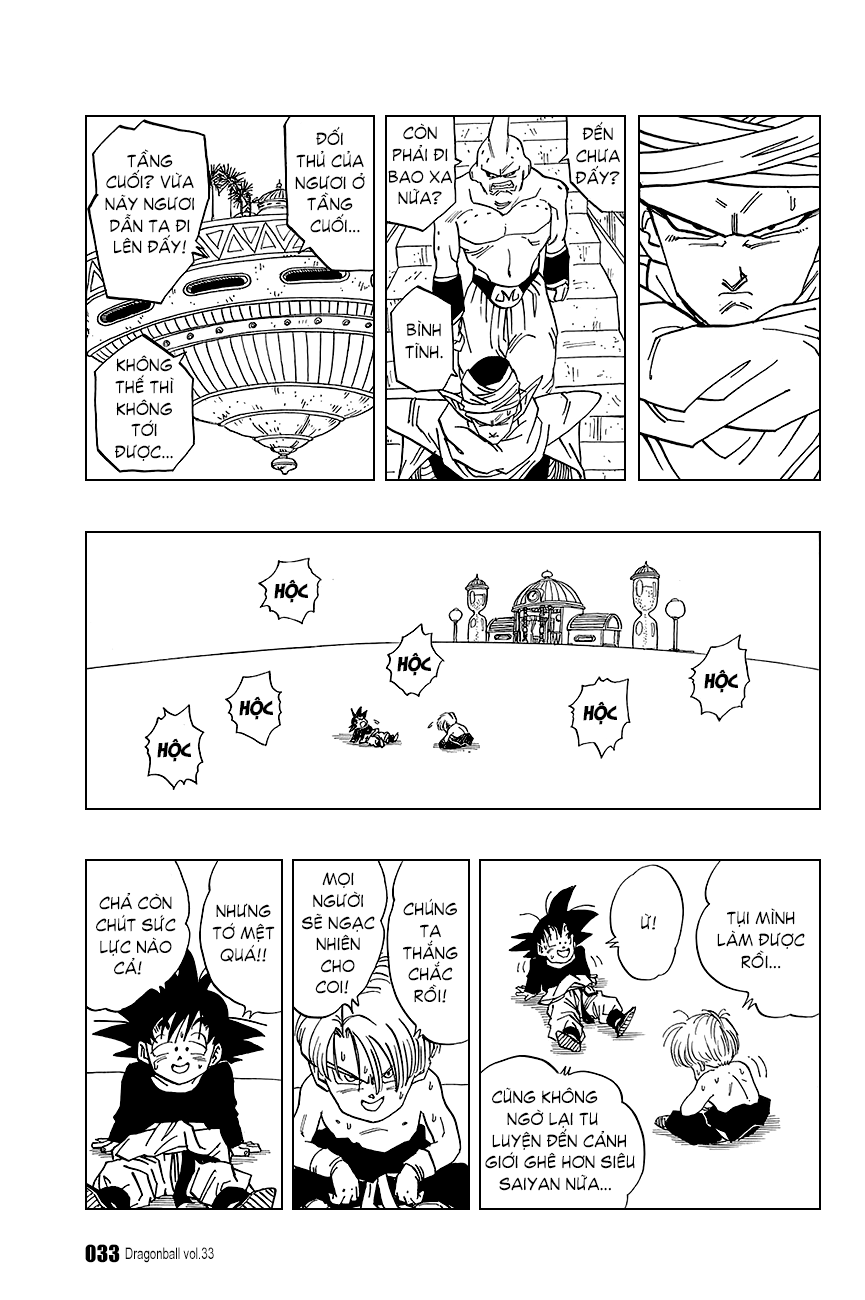 ĐẾN
CHƯA
ĐẤY?
CÒN
PHẢI ĐI
BAO XA
NỮA?
BÌNH
TĨNH.
ĐỐI
THỦ CỦA
NGƯƠI Ở
TẦNG
CUỐI...
TẦNG
CUỐI? VỪA
NÀY NGƯƠI
DẪN TA ĐI
LÊN ĐẤY!
KHÔNG
THẾ THÌ
KHÔNG
TỚI
ĐƯỢC...
HỘC
HỘC
HỘC
HỘC
HỘC
HỘC
TỤI MÌNH
LÀM ĐƯỢC
RỒI...
Ừ!
CŨNG KHÔNG
NGỜ LẠI TU
LUYỆN ĐẾN CẢNH
GIỚI GHÊ HƠN SIÊU
SAIYAN NỮA...
CHÚNG
TA
THẮNG
CHẮC
RỒI!
MỌI
NGƯỜI
SẼ NGẠC
NHIÊN
CHO
COI!
NHƯNG
TỚ MỆT
QUÁ!!
CHẢ CÒN
CHÚT SỨC
LỰC NÀO
CẢ!
033 Dragonball vol.33